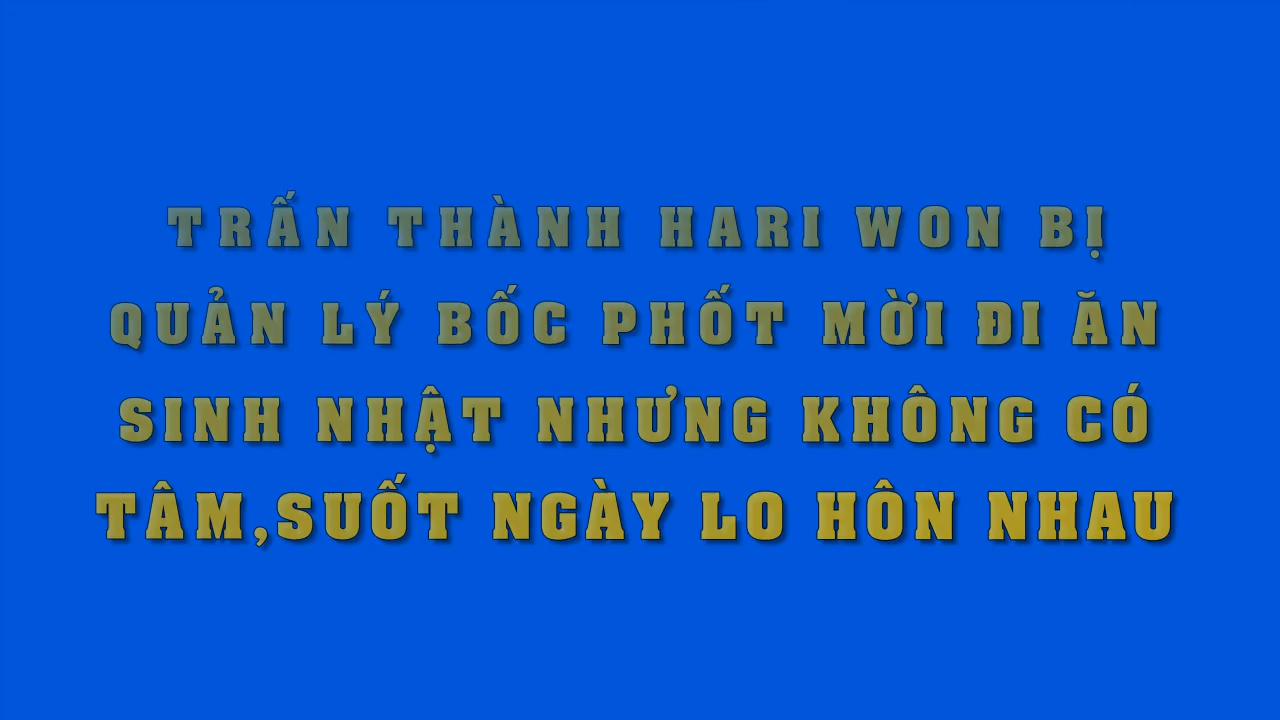 TRẤN THÀNH HARI WON BỊ
QUẢN LÝ BỐC PHỐT MỜI ĐI ĂN
SINH NHẬT NHƯNG KHÔNG CÓ
TÂM,SUỐT NGÀY LO HÔN NHAU